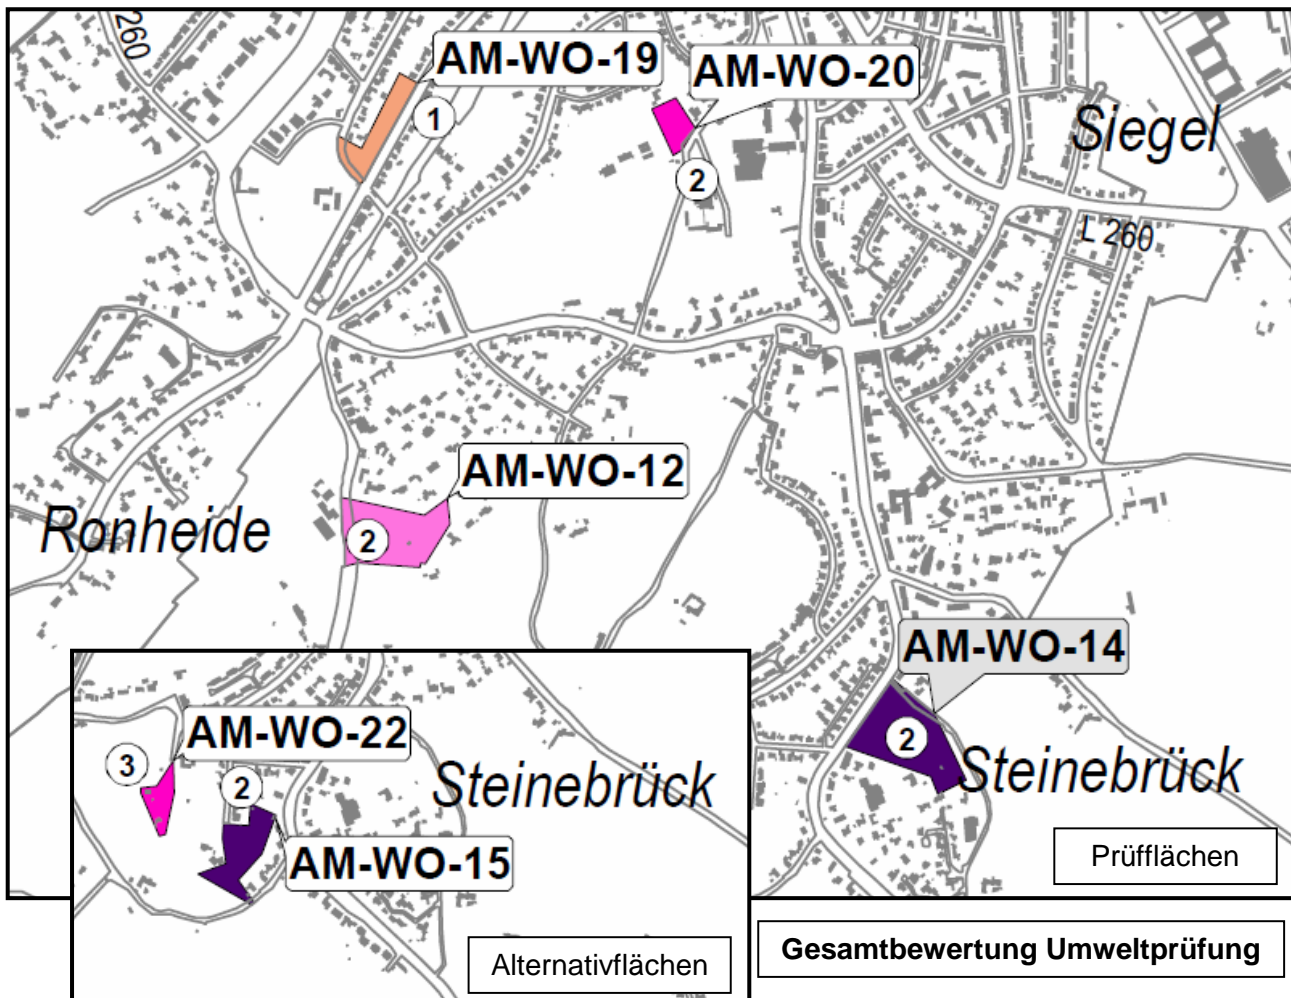 260
AM-WO-19
AM-WO-20
1
Siegel
2
L 260
AM-WO-12
Ronheide
2
AM-WO-14
AM-WO-22
3
2
Steinebrück
2
Steinebrück
AM-WO-15
Prüfflächen
Alternativflächen
Gesamtbewertung Umweltprüfung